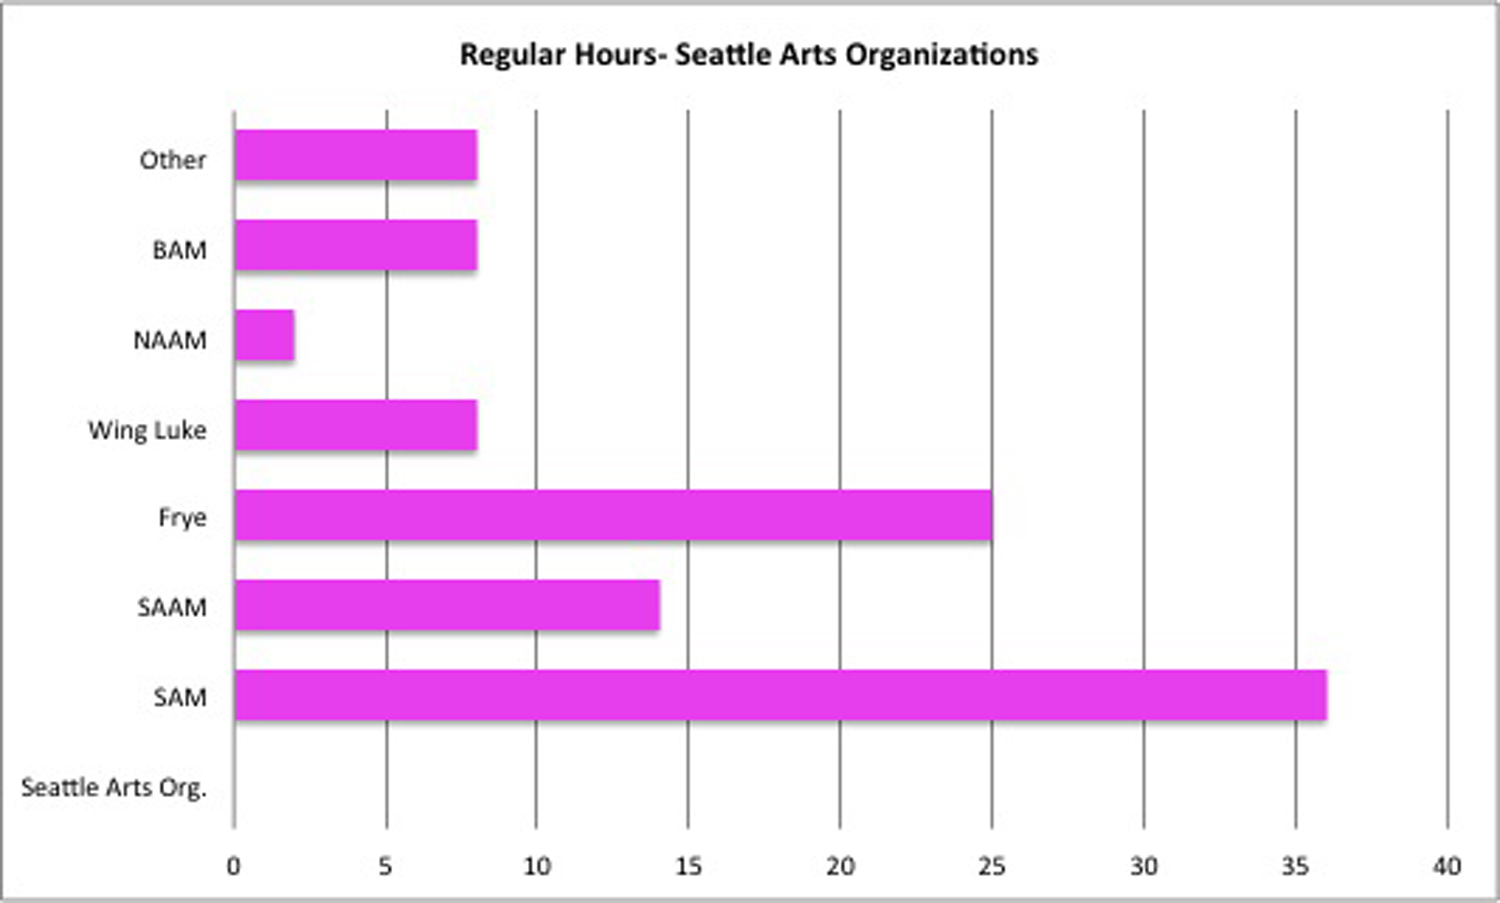 Regular Hours- Seattle Arts Organizations
Other
BAM
NAAM
Wing Luke
Frye
SAAM
SAM
Seattle Arts Org.
0 5 10 15 20 25 30 35 40